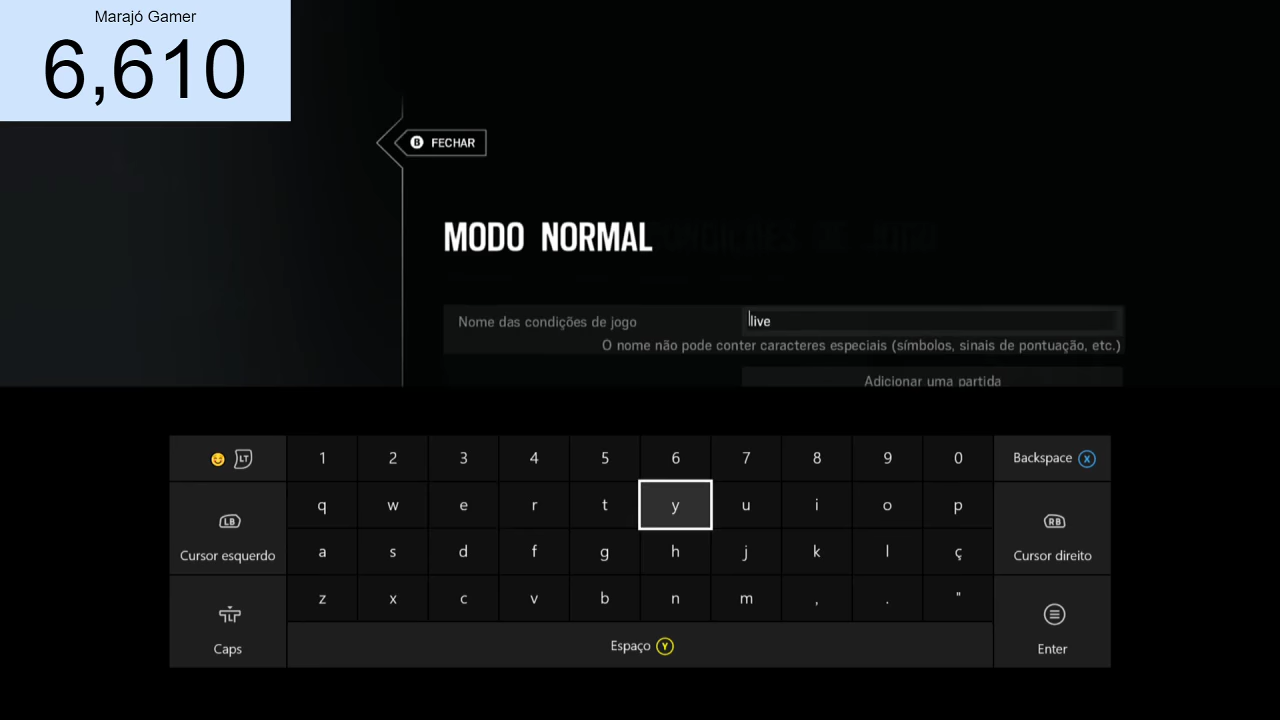 Marajó Gamer
6,610
B FECHAR
MODO NORMAL
Nome das condições de jogo live
O nome não pode conter caracteres especiais (símbolos, sinais de pontuação, etc.)
Adicionar uma partida
LT 1 2 3 4 5 6 7 8 9 0 Backspace X
q w e r t y u i o p
LB RB
Cursor esquerdo a s d f g h j k l ç Cursor direito
z x c v b n m , . "
Caps Espaço Y Enter